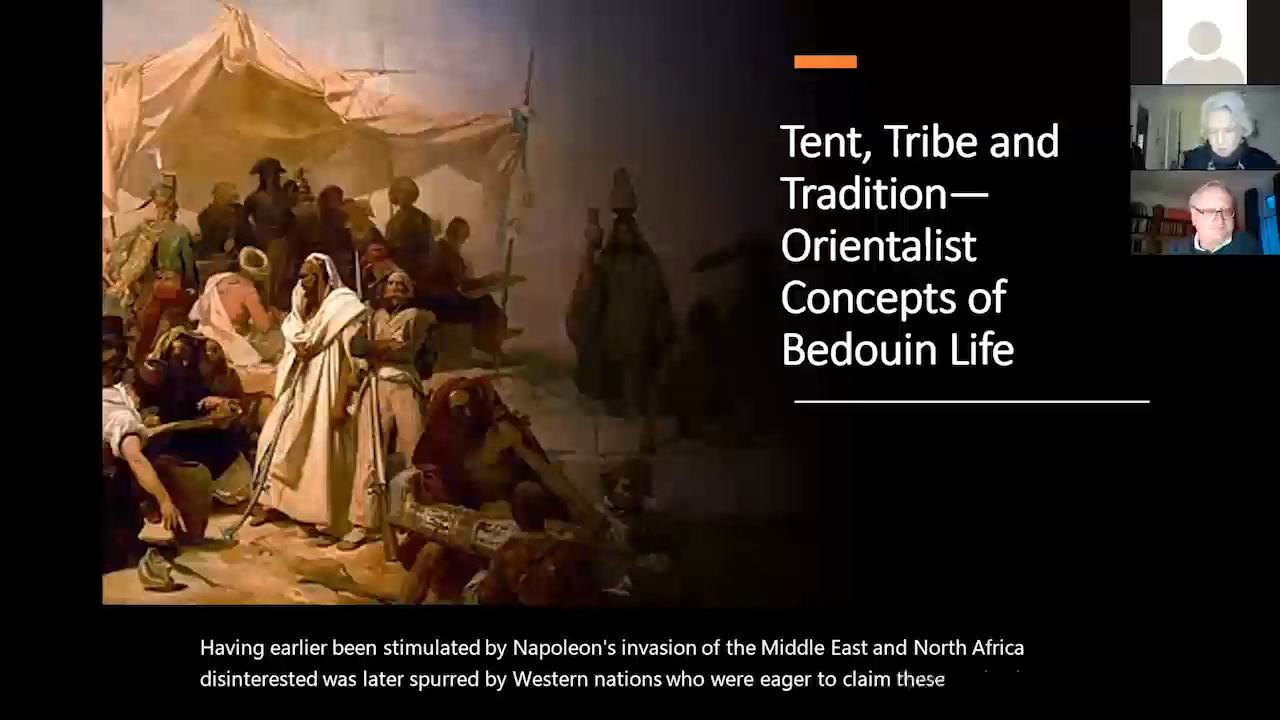 Tent, Tribe and
Tradition—
Orientalist
Concepts of
Bedouin Life
Having earlier been stimulated by Napoleon's invasion of the Middle East and North Africa
disinterested was later spurred by Western nations who were eager to claim these